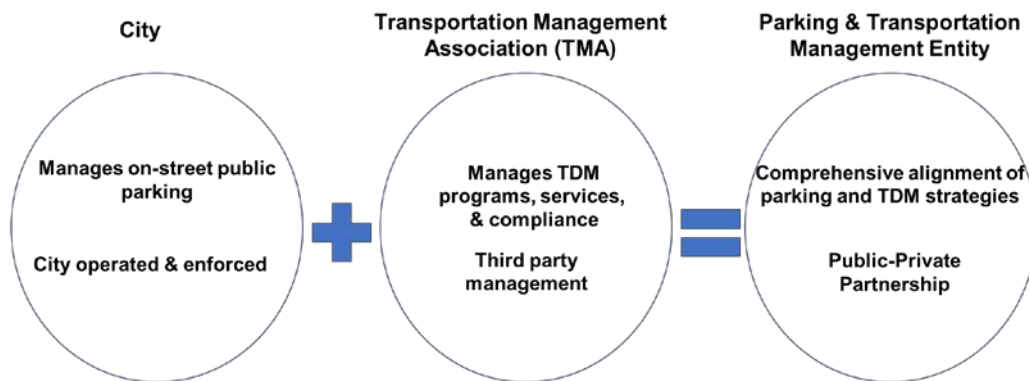 City
Manages on-street public
parking
City operated & enforced
Transportation Management
Association (TMA)
Manages TDM
programs, services,
& compliance
Third party
management
Parking & Transportation
Management Entity
Comprehensive alignment of
parking and TDM strategies
Public-Private
Partnership